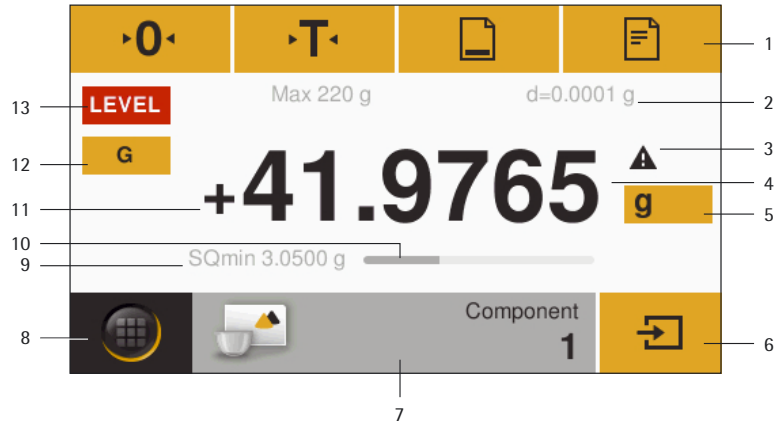 0 T 1
LEVEL Max 220 g d=0.0001 g 2
13
G 3
12
+41.9765 4
11 g 5
10
SQmin 3.0500 g
9
Component
8 1 6
7